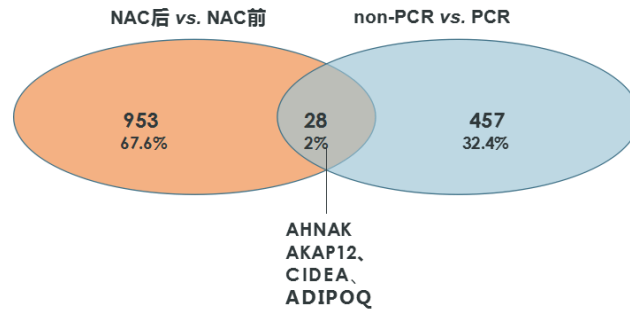 NAC后 vs. NAC前
non-PCR vs. PCR
953
67.6%
28
2%
457
32.4%
AHNAK
AKAP12、
CIDEA、
ADIPOQ